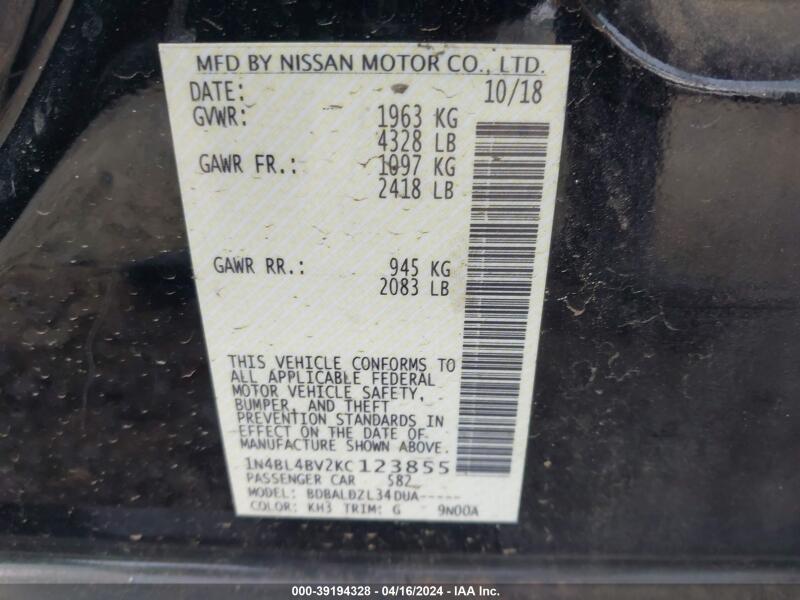 MFD BY NISSAN MOTOR CO., LTD.
DATE: 10/18
GVWR: 1963 KG
4328 LB
GAWR FR.: 1097 KG
2418 LB
GAWR RR.: 945 KG
2083 LB
THIS VEHICLE CONFORMS TO
ALL APPLICABLE FEDERAL
MOTOR VEHICLE SAFETY,
BUMPER, AND THEFT
PREVENTION STANDARDS IN
EFFECT ON THE DATE OF
MANUFACTURE SHOWN ABOVE.
1N4BL4BV2KC123855
PASSENGER CAR 582
MODEL: BDBALDZL34DUA-----
COLOR: KH3 TRIM: G 9N00A
000-39194328 - 04/16/2024 - IAA Inc.